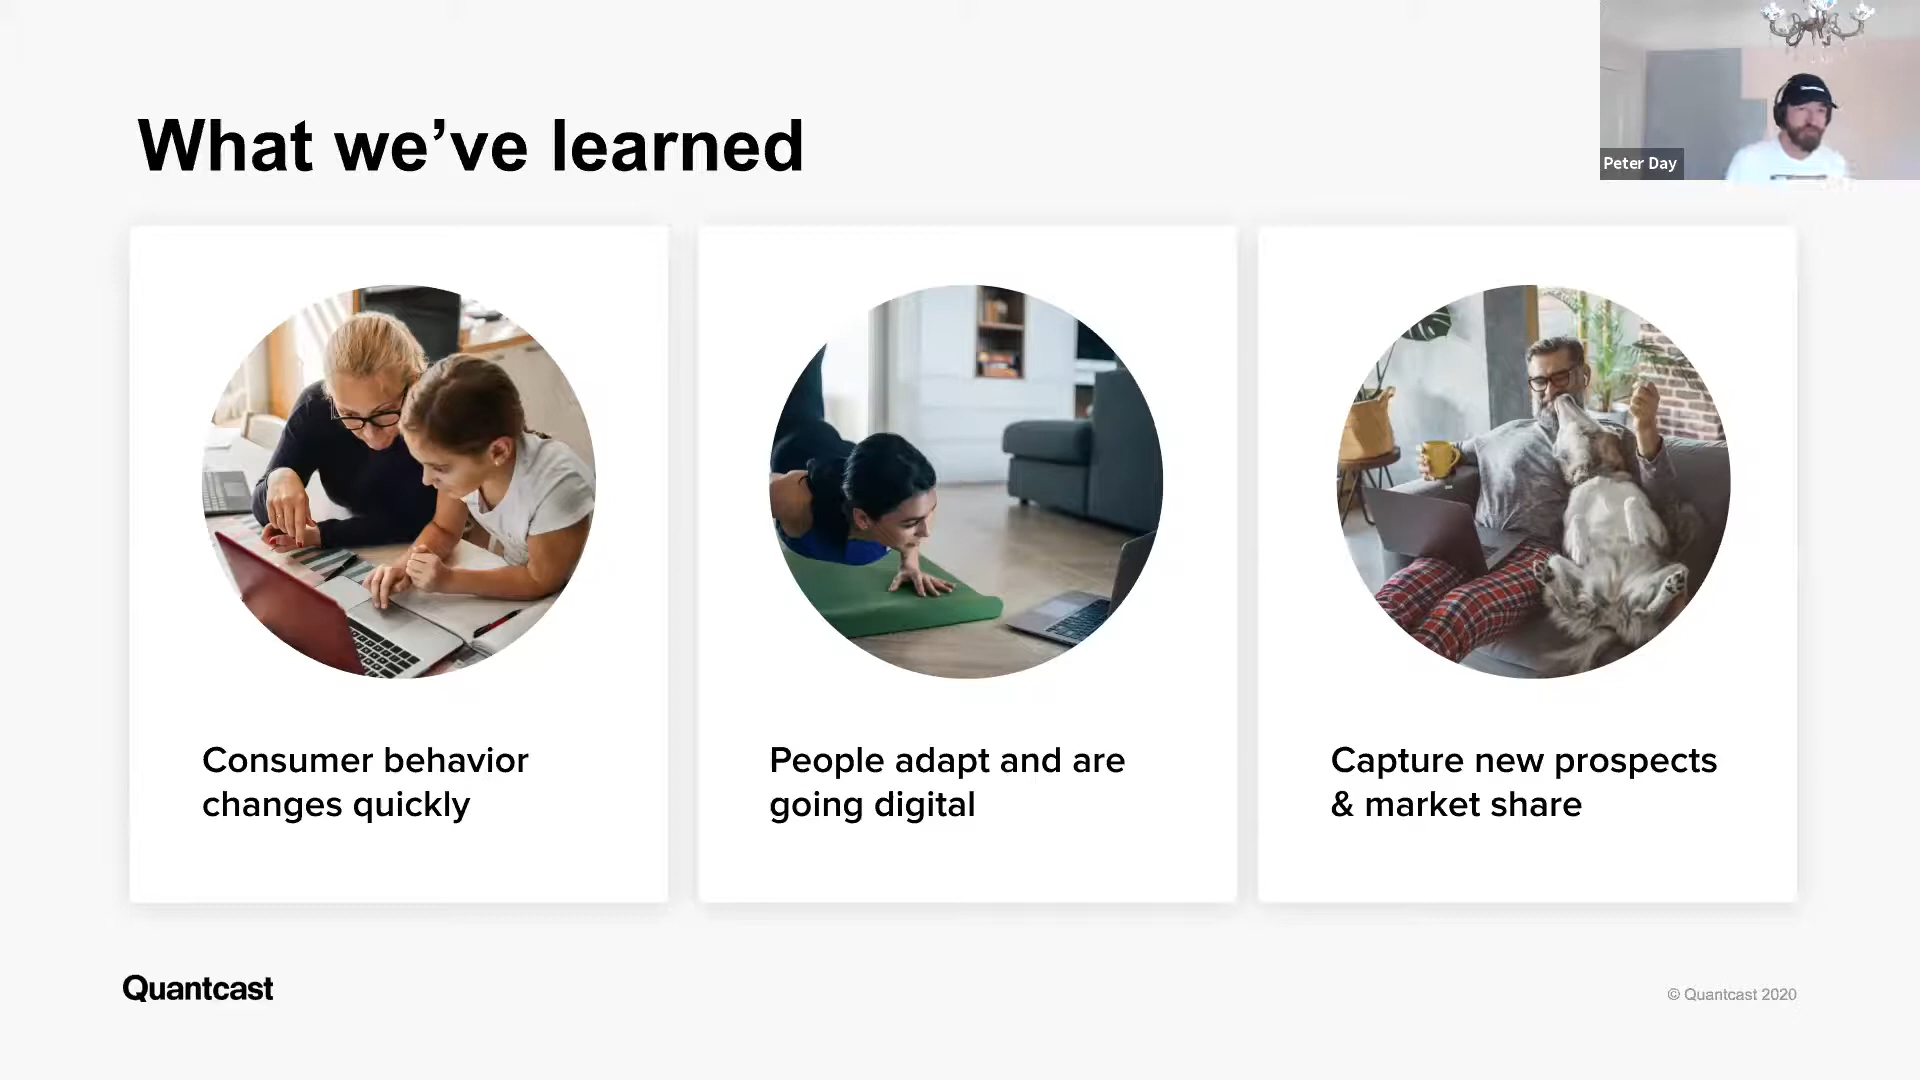 What we’ve learned
Peter Day
Consumer behavior
changes quickly
People adapt and are
going digital
Capture new prospects
& market share
Quantcast
© Quantcast 2020